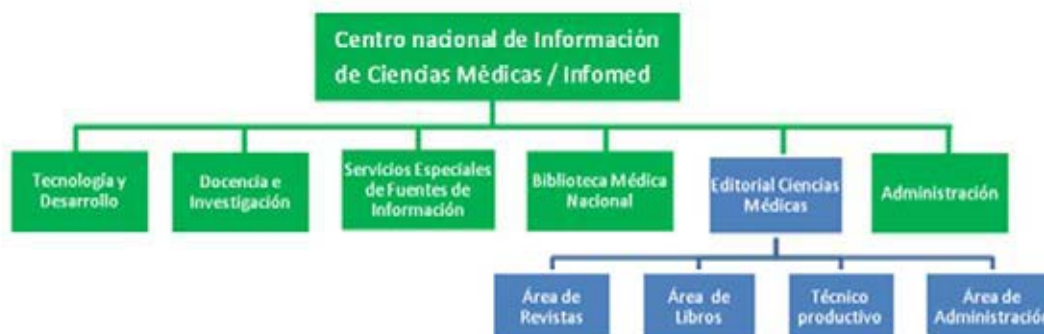 Centro nacional de Información
de Ciencias Médicas / Infomed
Tecnología y
Desarrollo
Docencia e
Investigación
Servicios Especiales
de Fuentes de
Información
Biblioteca Médica
Nacional
Editorial Ciencias
Médicas
Administración
Área de
Revistas
Área de
Libros
Técnico
productivo
Área de
Administración